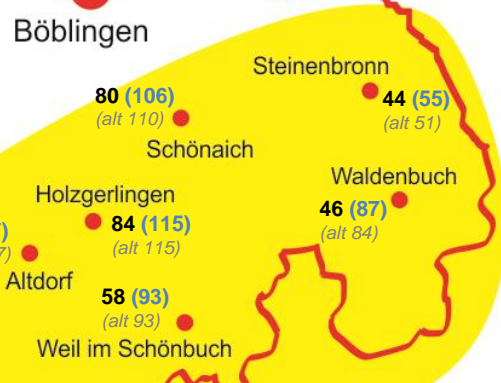 Böblingen
Steinenbronn
44 (55)
(alt 51)
80 (106)
(alt 110)
Schönaich
Waldenbuch
46 (87)
(alt 84)
Holzgerlingen
84 (115)
(alt 115)
Altdorf
58 (93)
(alt 93)
Weil im Schönbuch